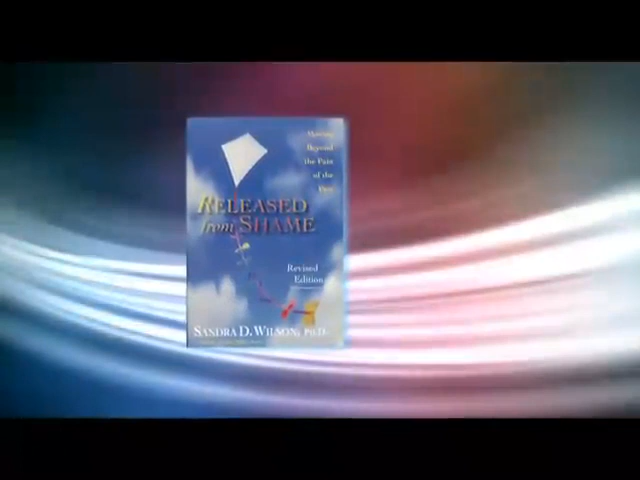 Moving
Beyond
the Pain
of the
Past
RELEASED
from SHAME
Revised
Edition
SANDRA D. WILSON, PH.D.